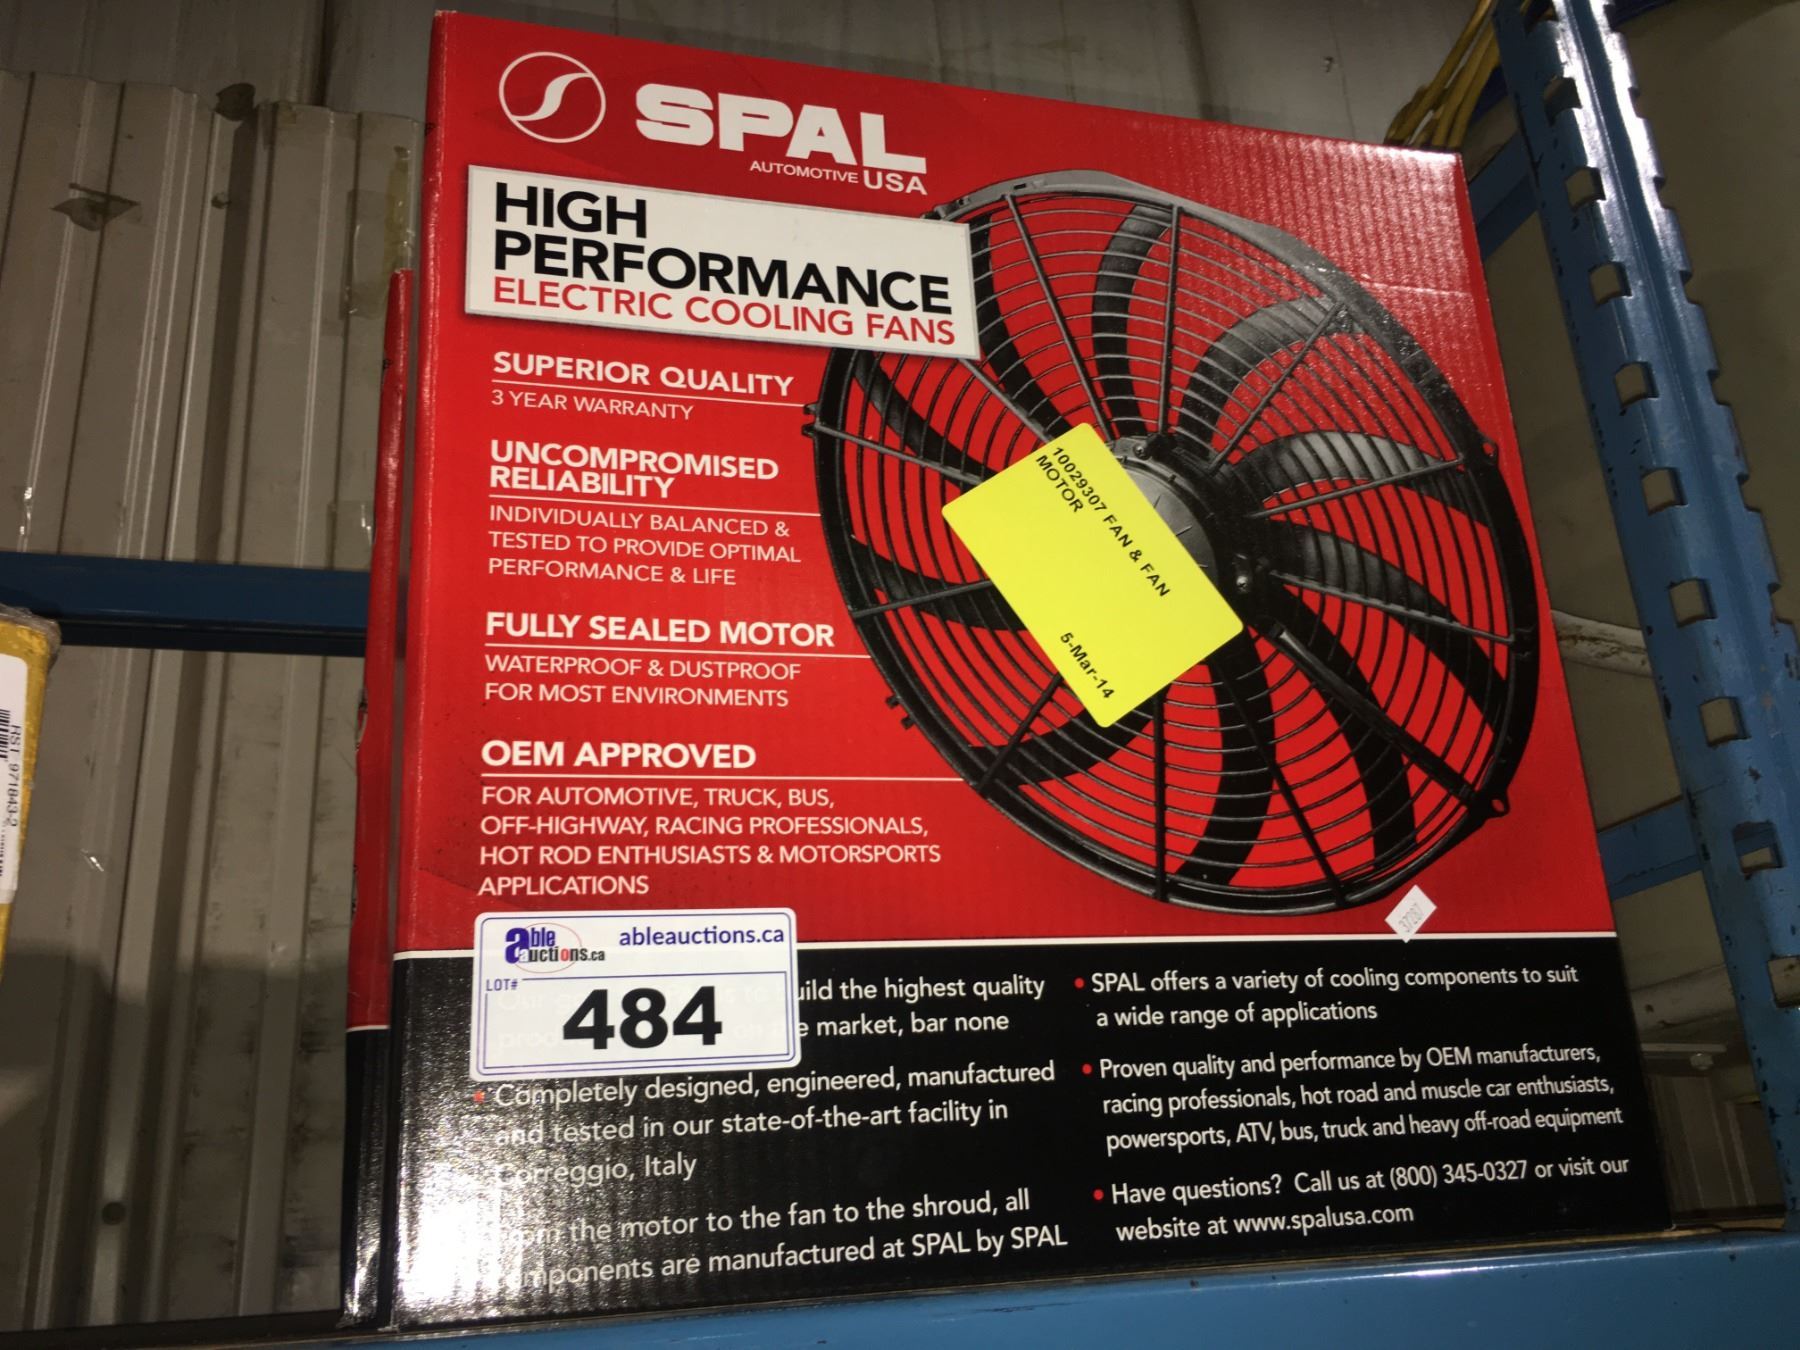 SPAL
AUTOMOTIVE USA
HIGH
PERFORMANCE
ELECTRIC COOLING FANS
SUPERIOR QUALITY
3 YEAR WARRANTY
UNCOMPROMISED
RELIABILITY
INDIVIDUALLY BALANCED &
TESTED TO PROVIDE OPTIMAL
PERFORMANCE & LIFE
FULLY SEALED MOTOR
WATERPROOF & DUSTPROOF
FOR MOST ENVIRONMENTS
OEM APPROVED
FOR AUTOMOTIVE, TRUCK, BUS,
OFF-HIGHWAY, RACING PROFESSIONALS,
HOT ROD ENTHUSIASTS & MOTORSPORTS
APPLICATIONS
10029307 FAN & FAN
MOTOR
5-Mar-14
37287
able
auctions.ca
ableauctions.ca
LOT#
484
uild the highest quality
market, bar none
• Completely designed, engineered, manufactured
and tested in our state-of-the-art facility in
Correggio, Italy
the motor to the fan to the shroud, all
components are manufactured at SPAL by SPAL
• SPAL offers a variety of cooling components to suit
a wide range of applications
• Proven quality and performance by OEM manufacturers,
racing professionals, hot road and muscle car enthusiasts,
powersports, ATV, bus, truck and heavy off-road equipment
• Have questions? Call us at (800) 345-0327 or visit our
website at www.spalusa.com
RST 971843-2